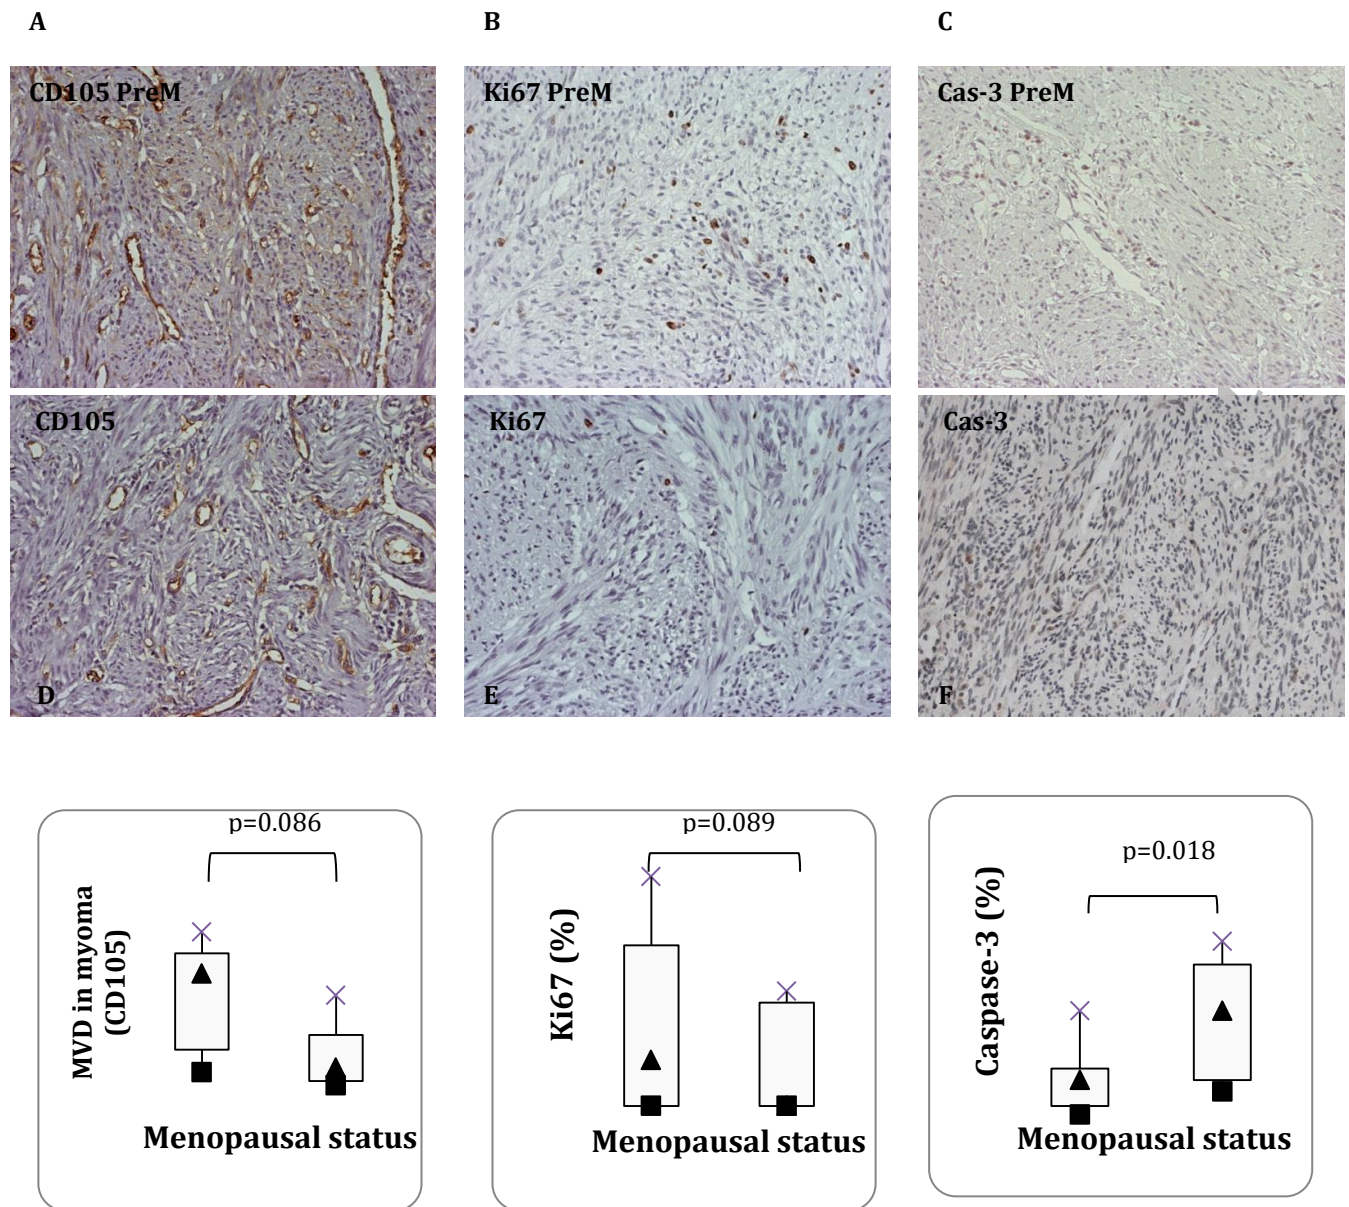 A
B
C
CD105 PreM
Ki67 PreM
Cas-3 PreM
CD105
Ki67
Cas-3
D
E
F
p=0.086
MVD in myoma
(CD105)
Menopausal status
p=0.089
Ki67 (%)
Menopausal status
p=0.018
Caspase-3 (%)
Menopausal status